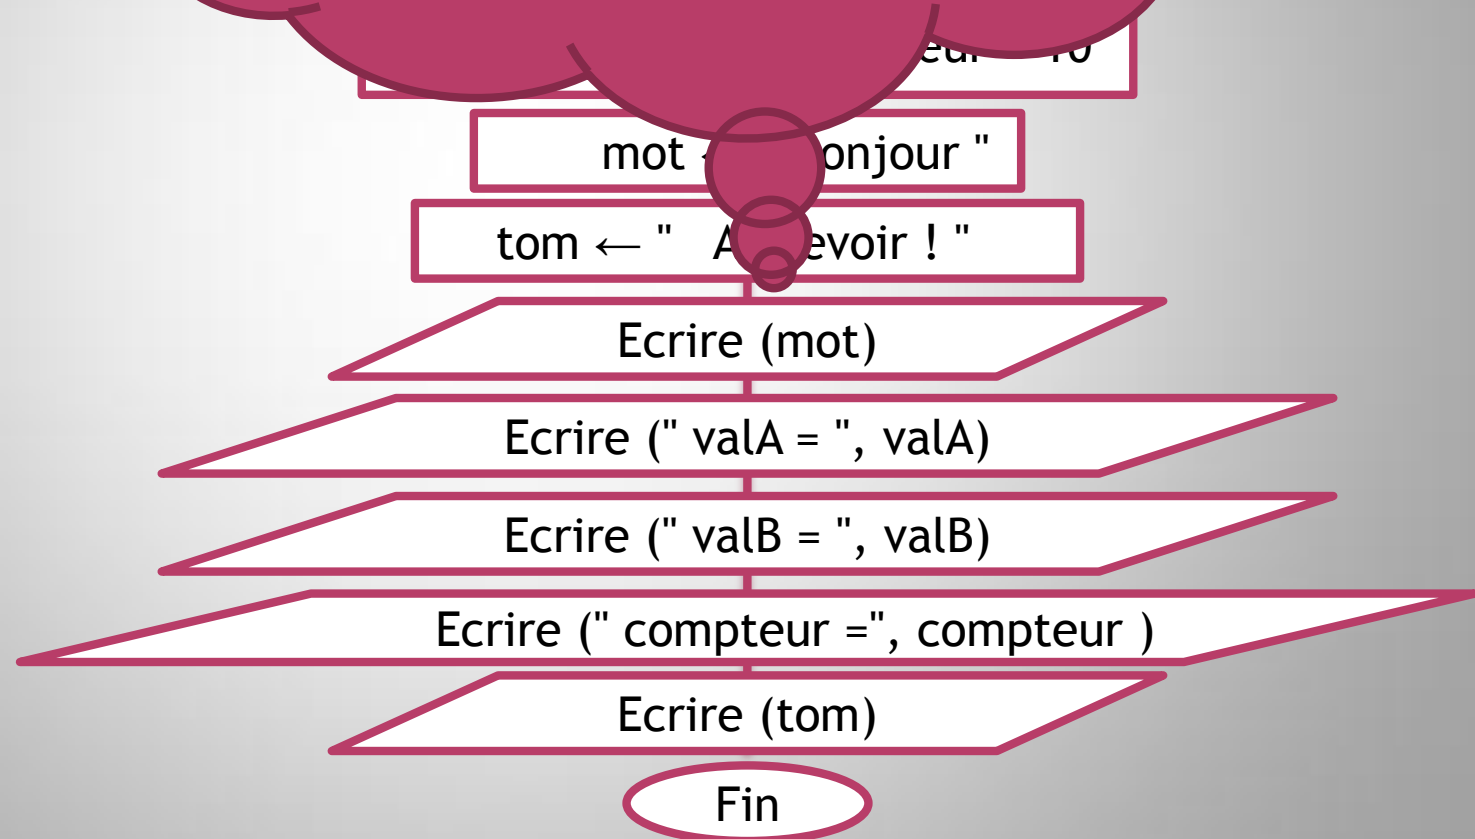 mot onjour "
tom ← " evoir ! "
Ecrire (mot)
Ecrire (" valA = ", valA)
Ecrire (" valB = ", valB)
Ecrire (" compteur =", compteur )
Ecrire (tom)
Fin